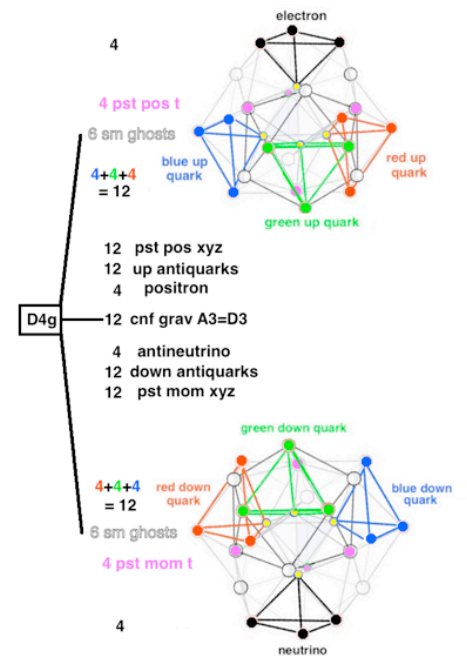 electron
4
4 pst pos t
6 sm ghosts
blue up
quark
red up
quark
4+4+4
= 12
green up quark
12 pst pos xyz
12 up antiquarks
4 positron
D4g
12 cnf grav A3=D3
4 antineutrino
12 down antiquarks
12 pst mom xyz
green down quark
red down
quark
blue down
quark
4+4+4
= 12
6 sm ghosts
4 pst mom t
4
neutrino